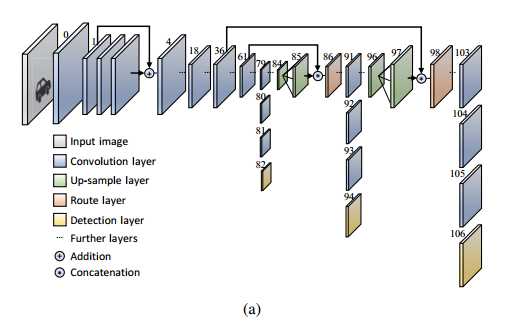 0 1 4 18 36 61 79 84 85 86 91 96 97 98 103
80 92 104
81 93 105
82 94 106
Input image
Convolution layer
Up-sample layer
Route layer
Detection layer
··· Further layers
Addition
Concatenation
(a)